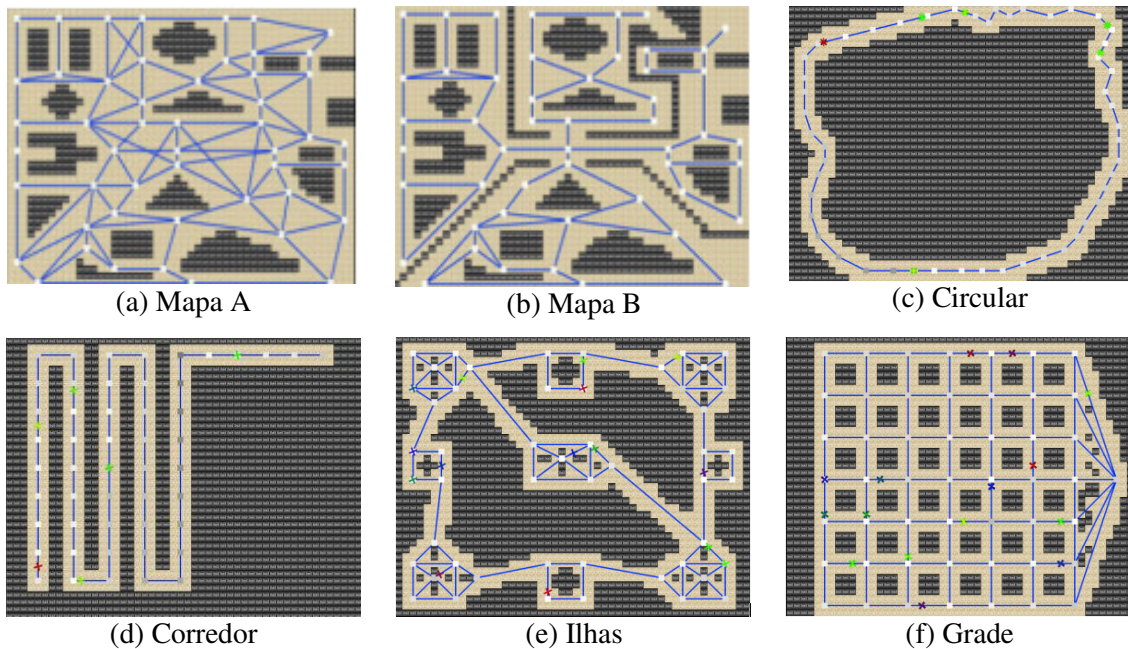 (a) Mapa A
(b) Mapa B
(c) Circular
(d) Corredor
(e) Ilhas
(f) Grade